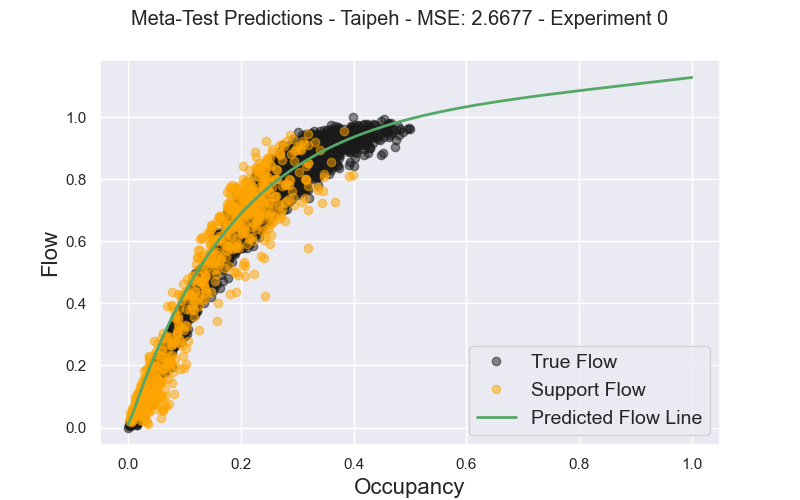 Meta-Test Predictions - Taipeh - MSE: 2.6677 - Experiment 0
Flow
1.0
0.8
0.6
0.4
0.2
0.0
True Flow
Support Flow
Predicted Flow Line
0.0 0.2 0.4 0.6 0.8 1.0
Occupancy